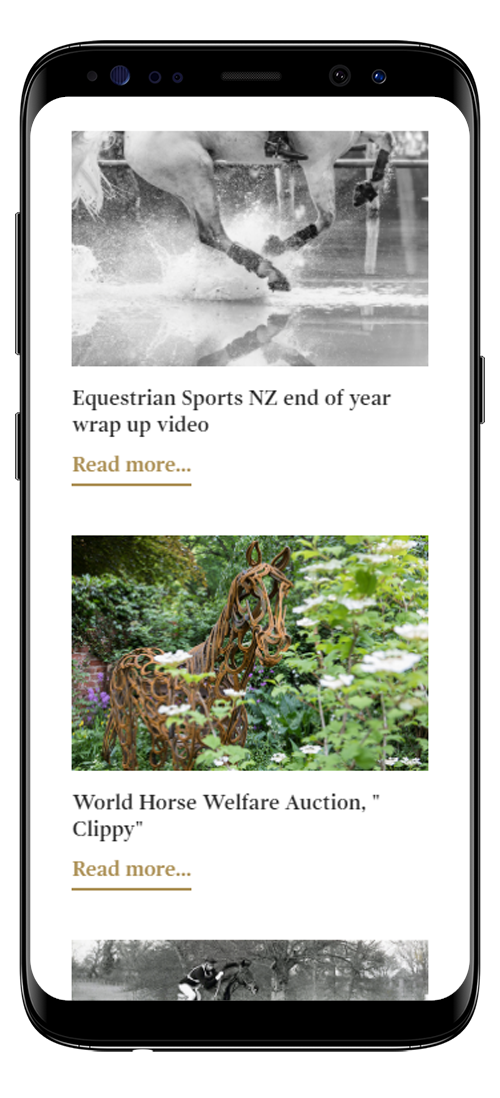 Equestrian Sports NZ end of year
wrap up video
Read more...
World Horse Welfare Auction, "
Clippy"
Read more...